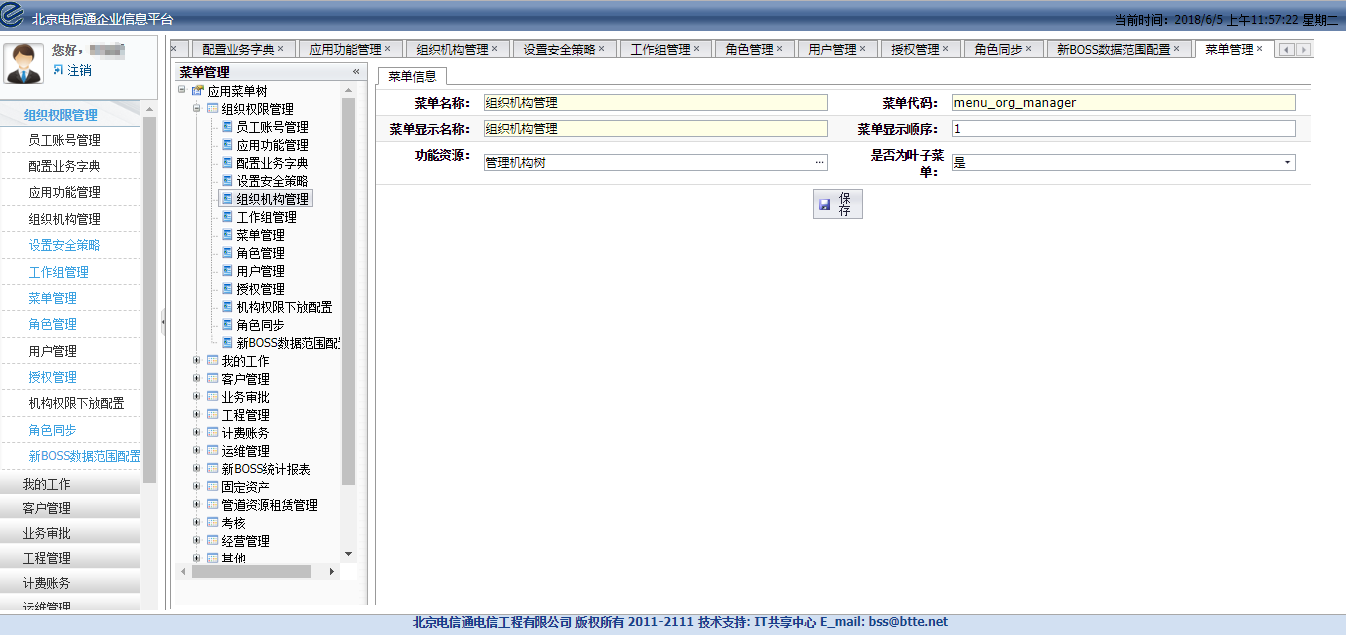 北京电信通企业信息平台
当前时间：2018/6/5 上午11:57:22 星期二
您好，
注销
组织权限管理
员工账号管理
配置业务字典
应用功能管理
组织机构管理
设置安全策略
工作组管理
菜单管理
角色管理
用户管理
授权管理
机构权限下放配置
角色同步
新BOSS数据范围配置
我的工作
客户管理
业务审批
工程管理
计费账务
运维管理
配置业务字典 应用功能管理 组织机构管理 设置安全策略 工作组管理 角色管理 用户管理 授权管理 角色同步 新BOSS数据范围配置 菜单管理
菜单管理
应用菜单树
组织权限管理
员工账号管理
应用功能管理
配置业务字典
设置安全策略
组织机构管理
工作组管理
菜单管理
角色管理
用户管理
授权管理
机构权限下放配置
角色同步
新BOSS数据范围配
我的工作
客户管理
业务审批
工程管理
计费账务
运维管理
新BOSS统计报表
固定资产
管道资源租赁管理
考核
经营管理
其他
菜单信息
菜单名称： 组织机构管理 菜单代码： menu_org_manager
菜单显示名称： 组织机构管理 菜单显示顺序： 1
功能资源： 管理机构树 ... 是否为叶子菜单： 是
保存
北京电信通电信工程有限公司 版权所有 2011-2111 技术支持: IT共享中心 E_mail: bss@btte.net